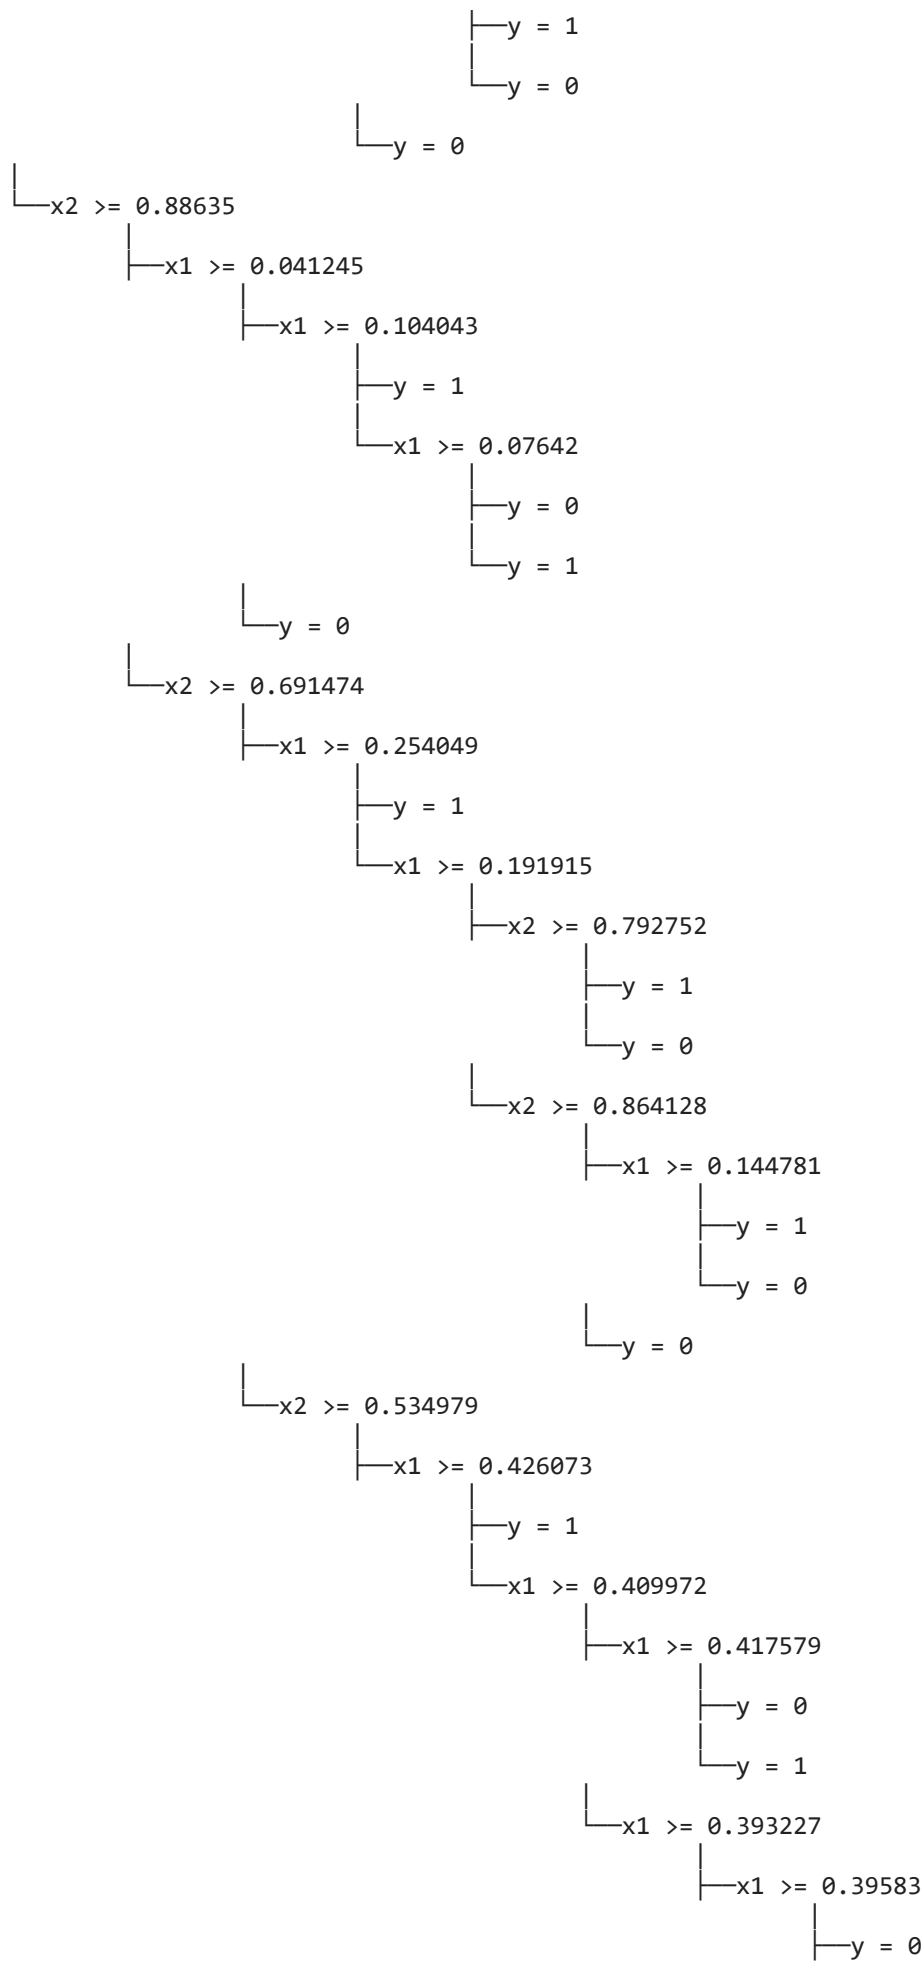 y = 1
y = 0
y = 0
x2 >= 0.88635
x1 >= 0.041245
x1 >= 0.104043
y = 1
x1 >= 0.07642
y = 0
y = 1
y = 0
x2 >= 0.691474
x1 >= 0.254049
y = 1
x1 >= 0.191915
x2 >= 0.792752
y = 1
y = 0
x2 >= 0.864128
x1 >= 0.144781
y = 1
y = 0
y = 0
x2 >= 0.534979
x1 >= 0.426073
y = 1
x1 >= 0.409972
x1 >= 0.417579
y = 0
y = 1
x1 >= 0.393227
x1 >= 0.39583
y = 0